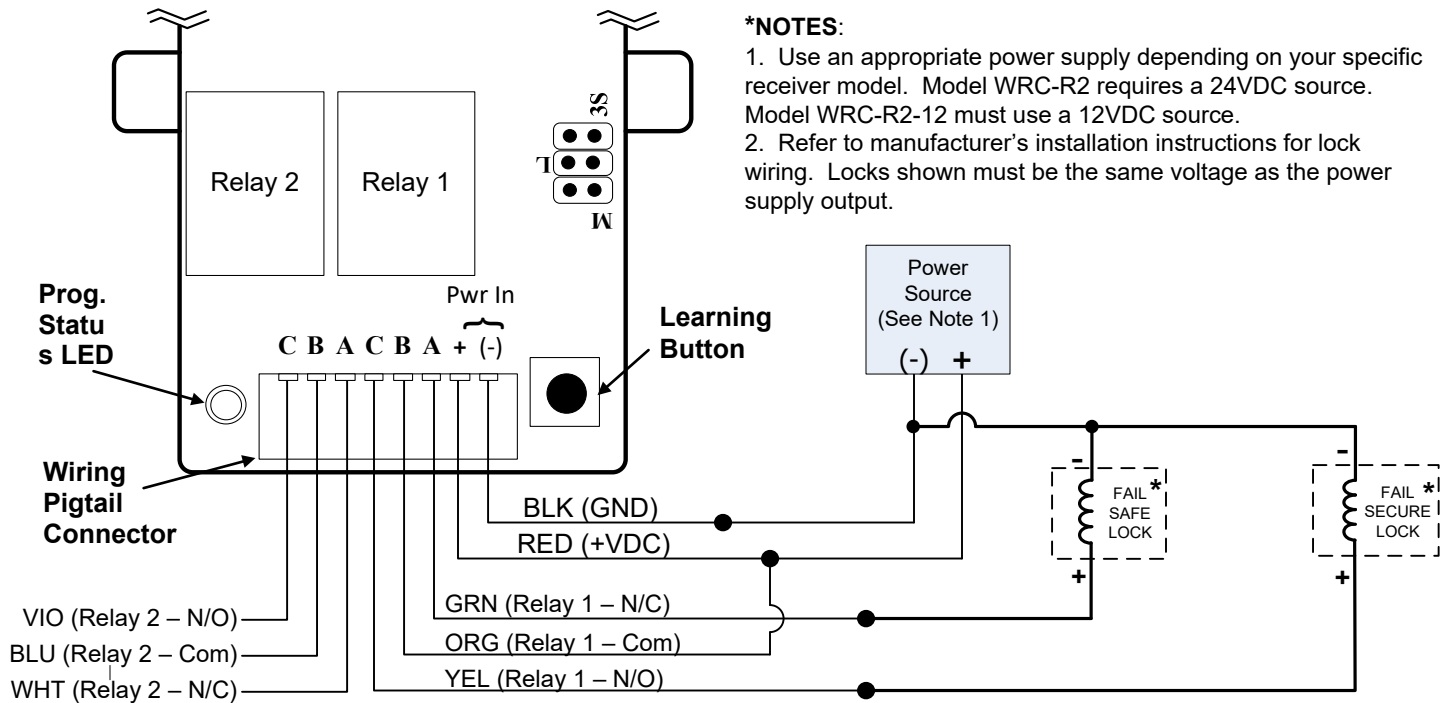 *NOTES:
1. Use an appropriate power supply depending on your specific
receiver model. Model WRC-R2 requires a 24VDC source.
Model WRC-R2-12 must use a 12VDC source.
2. Refer to manufacturer's installation instructions for lock
wiring. Locks shown must be the same voltage as the power
supply output.
3S
L
M
Relay 2
Relay 1
Pwr In
Prog.
Statu
s LED
C B A C B A + (-)
Learning
Button
Power
Source
(See Note 1)
(-) +
Wiring
Pigtail
Connector
-
FAIL *
SAFE
LOCK
+
-
FAIL *
SECURE
LOCK
+
BLK (GND)
RED (+VDC)
GRN (Relay 1 – N/C)
ORG (Relay 1 – Com)
YEL (Relay 1 – N/O)
VIO (Relay 2 – N/O)
BLU (Relay 2 – Com)
WHT (Relay 2 – N/C)